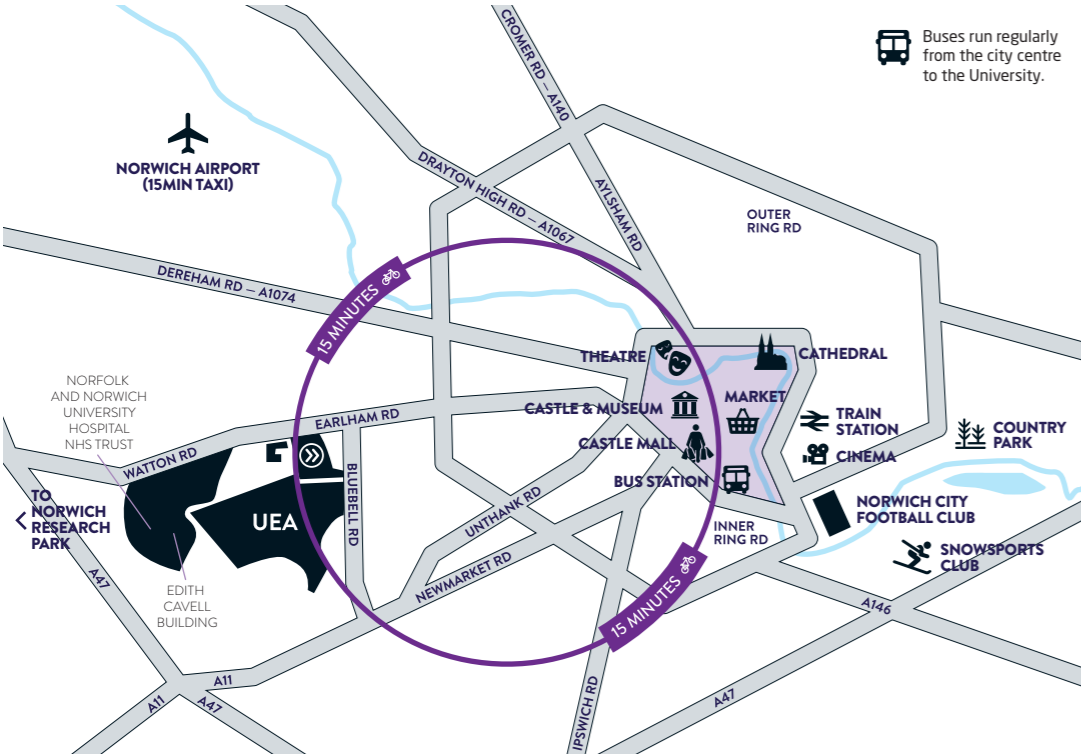 Buses run regularly
from the city centre
to the University.
CROMER RD – A140
NORWICH AIRPORT
(15MIN TAXI)
DRAYTON HIGH RD – A1067
AYLSHAM RD
OUTER
RING RD
DEREHAM RD – A1074
15 MINUTES
THEATRE
CATHEDRAL
NORFOLK
AND NORWICH
UNIVERSITY
HOSPITAL
NHS TRUST
MARKET
CASTLE & MUSEUM
EARLHAM RD
TRAIN
STATION
COUNTRY
PARK
CASTLE MALL
CINEMA
WATTON RD
BLUEBELL RD
BUS STATION
TO
NORWICH
RESEARCH
PARK
UEA
UNTHANK RD
NORWICH CITY
FOOTBALL CLUB
INNER
RING RD
SNOWSPORTS
CLUB
NEWMARKET RD
A47
EDITH
CAVELL
BUILDING
15 MINUTES
A146
A11
A11
A47
IPSWICH RD
A47